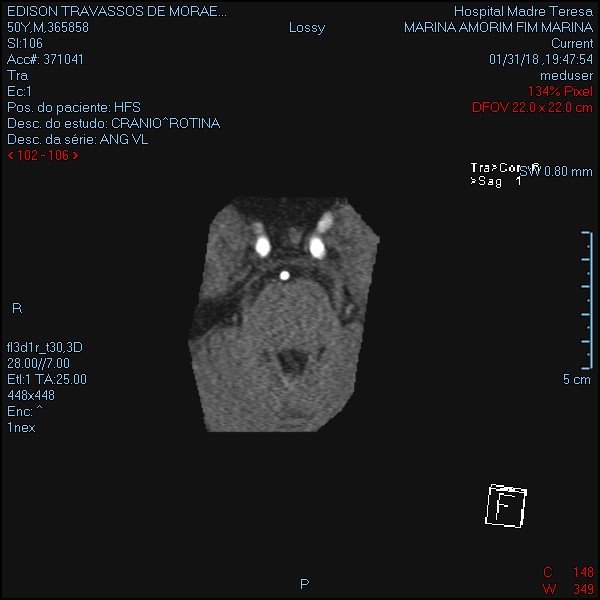 EDISON TRAVASSOS DE MORAE...
50Y,M,365858
Sl:106
Acc#: 371041
Tra
Ec:1
Pos. do paciente: HFS
Desc. do estudo: CRANIO^ROTINA
Desc. da série: ANG VL
< 102 - 106 >
Lossy
Hospital Madre Teresa
MARINA AMORIM FIM MARINA
Current
01/31/18 ,19:47:54
meduser
134% Pixel
DFOV 22.0 x 22.0 cm
Tra>Cor
SW 0.80 mm
>Sag 1
R
fl3d1r_t30,3D
28.00//7.00
Etl:1 TA:25.00
448x448
Enc: ^
1nex
5 cm
F
P
C 148
W 349